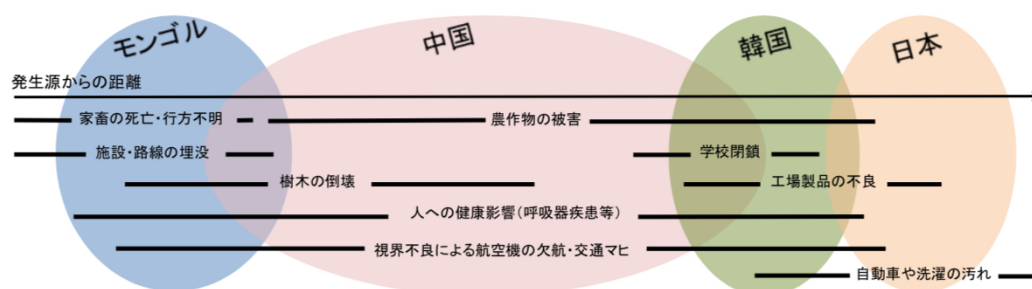 モンゴル
中国
韓国
日本
発生源からの距離
家畜の死亡・行方不明
農作物の被害
施設・路線の埋没
学校閉鎖
樹木の倒壊
工場製品の不良
人への健康影響(呼吸器疾患等)
視界不良による航空機の欠航・交通マヒ
自動車や洗濯の汚れ